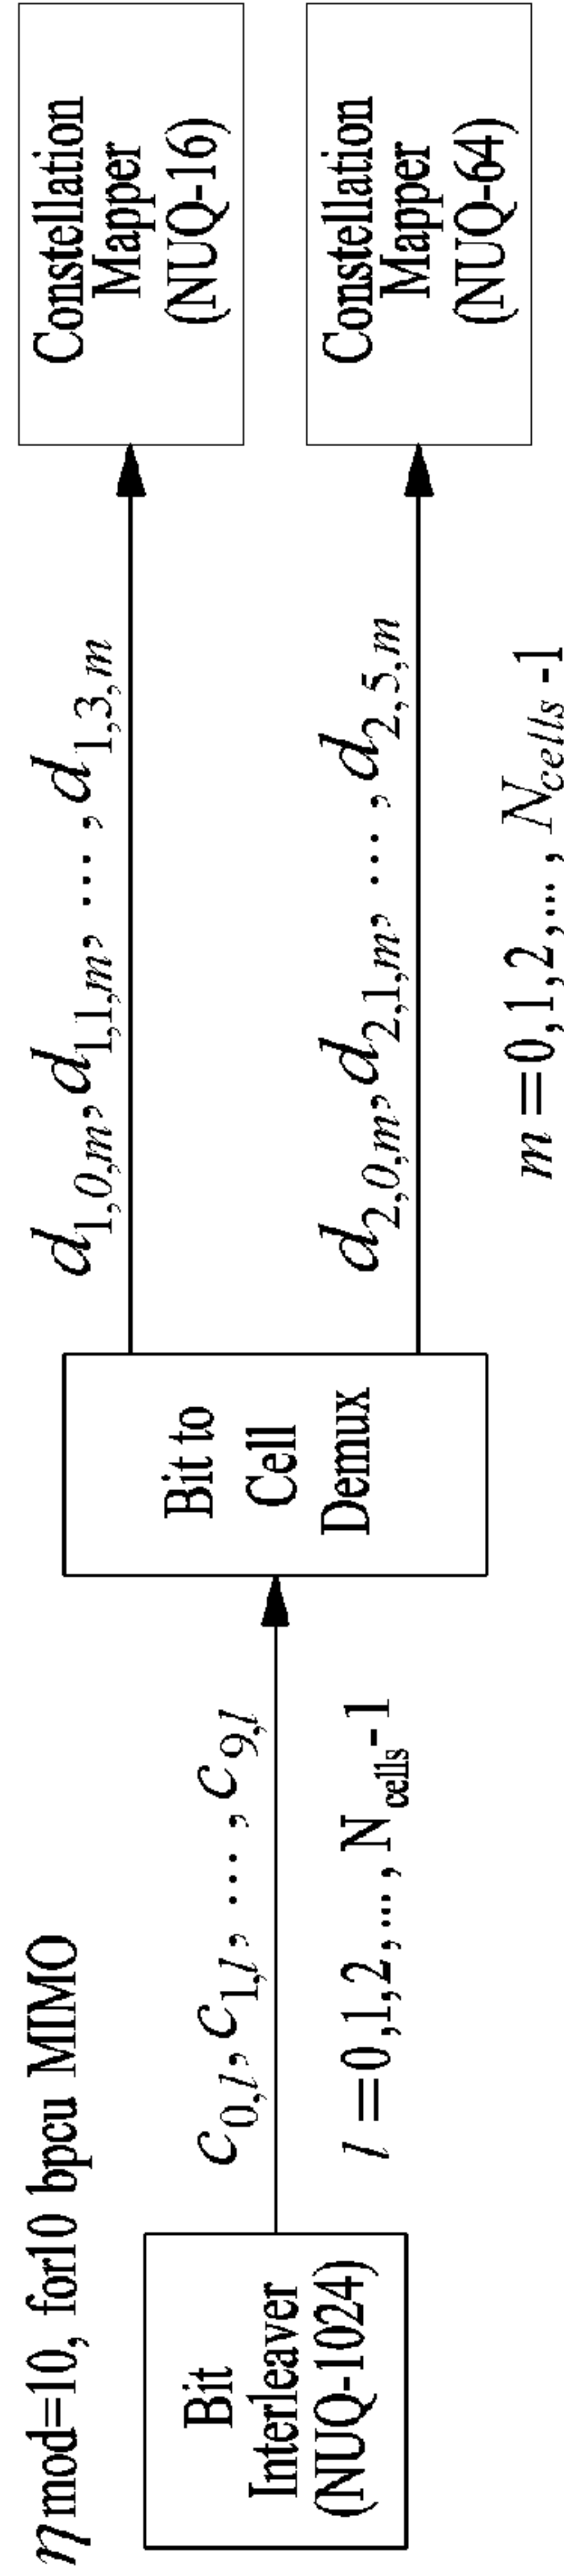 η mod=10, for10 bpcu MIMO
Bit
Interleaver
(NUQ-1024)
c0,l, c1,l, ⋯, c9,l
l =0,1,2,..., Ncells-1
Bit to
Cell
Demux
d1,0,m, d1,1,m, ⋯, d1,3,m
d2,0,m, d2,1,m, ⋯, d2,5,m
m =0,1,2,..., Ncells -1
Constellation
Mapper
(NUQ-16)
Constellation
Mapper
(NUQ-64)